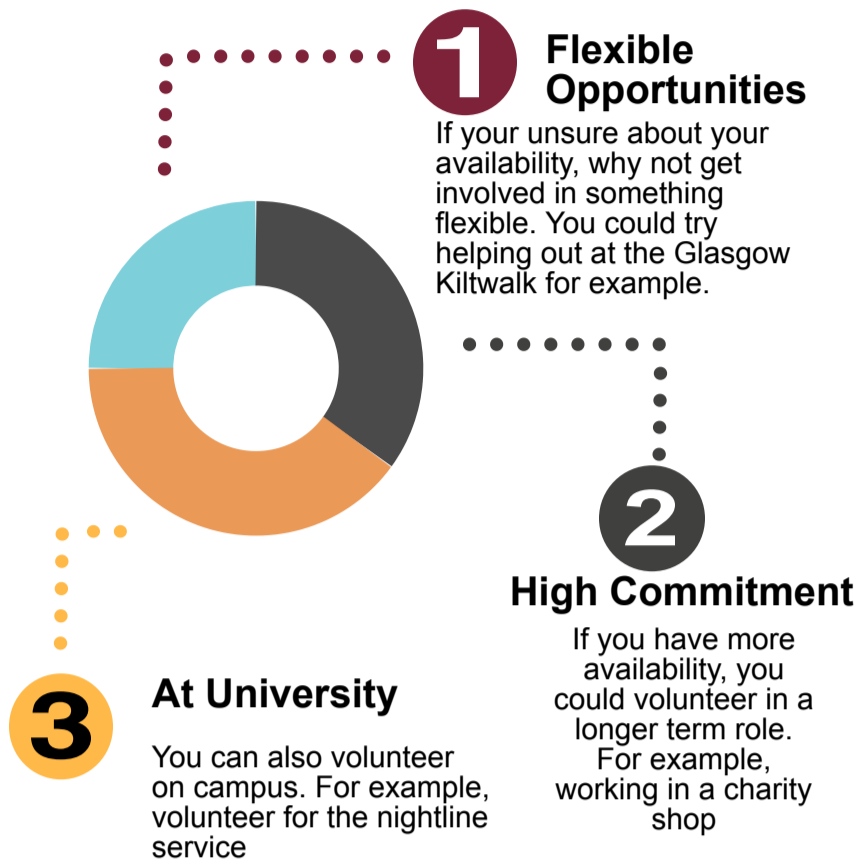 1
Flexible
Opportunities
If your unsure about your
availability, why not get
involved in something
flexible. You could try
helping out at the Glasgow
Kiltwalk for example.
2
High Commitment
If you have more
availability, you
could volunteer in a
longer term role.
For example,
working in a charity
shop
3
At University
You can also volunteer
on campus. For example,
volunteer for the nightline
service